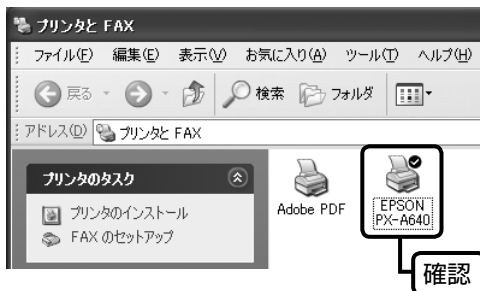 プリンタと FAX
ファイル(F) 編集(E) 表示(V) お気に入り(A) ツール(T) ヘルプ(H)
戻る 検索 フォルダ
アドレス(D) プリンタと FAX
プリンタのタスク
プリンタのインストール
FAX のセットアップ
Adobe PDF
EPSON
PX-A640
確認